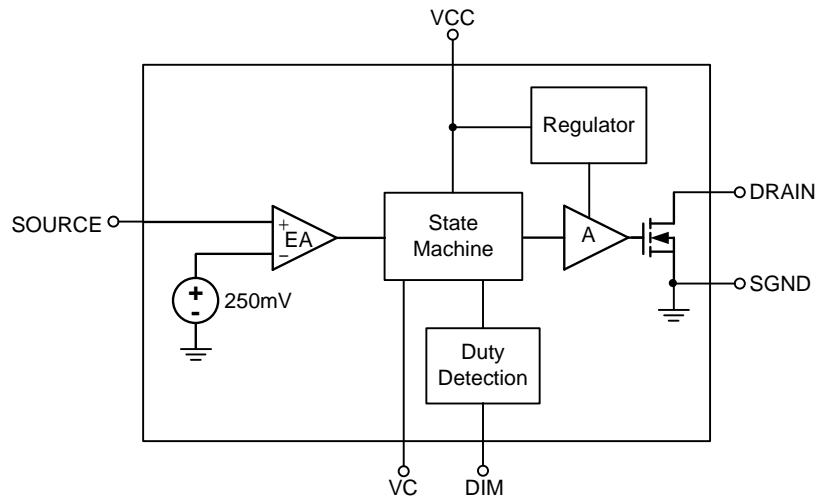 VCC
Regulator
DRAIN
SOURCE
+
EA
−
State
Machine
A
SGND
+
-
250mV
Duty
Detection
VC
DIM